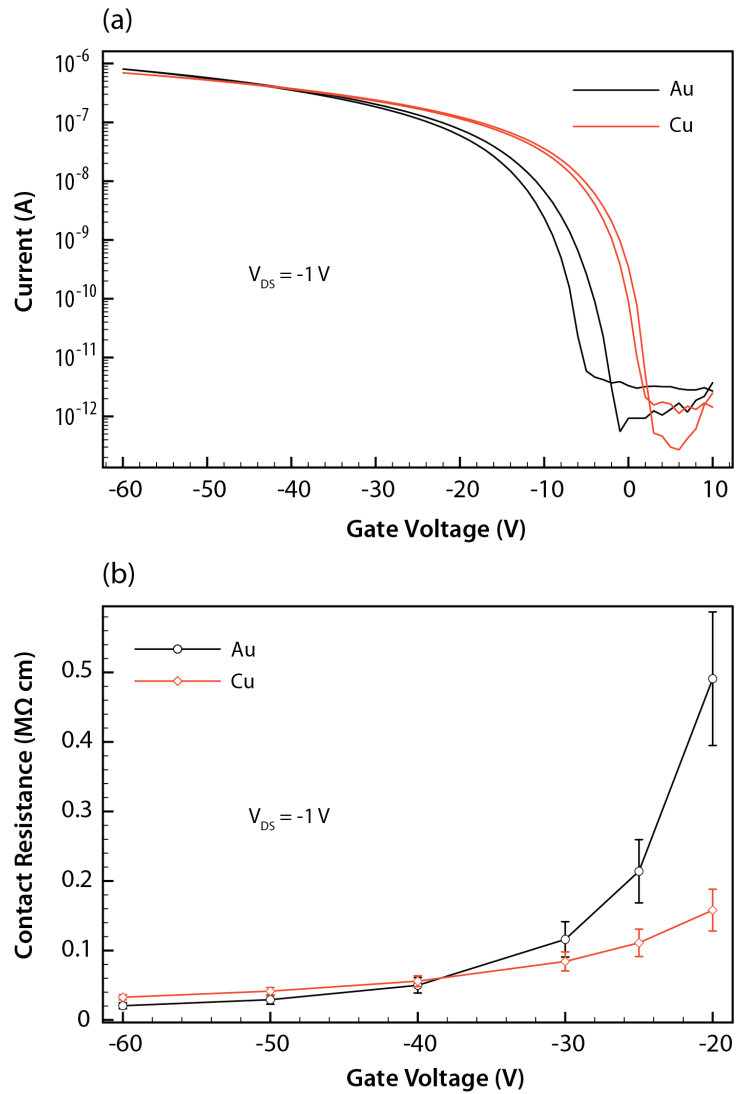 (a)
10⁻⁶
10⁻⁷
10⁻⁸
10⁻⁹
10⁻¹⁰
10⁻¹¹
10⁻¹²
Current (A)
Au
Cu
V_DS = -1 V
-60 -50 -40 -30 -20 -10 0 10
Gate Voltage (V)
(b)
0.5
0.4
0.3
0.2
0.1
0
Contact Resistance (MΩ cm)
Au
Cu
V_DS = -1 V
-60 -50 -40 -30 -20
Gate Voltage (V)